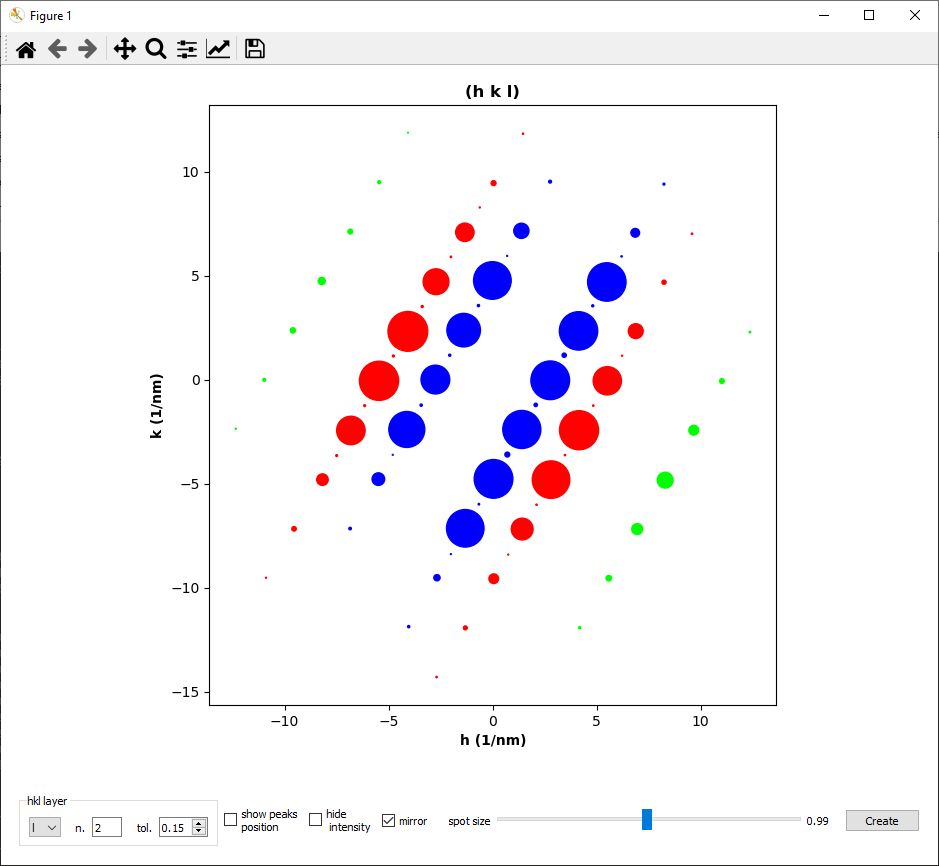 Figure 1
(h k l)
10
5
0
−5
−10
−15
k (1/nm)
−10
−5
0
5
10
h (1/nm)
hkl layer
l
n.
2
tol.
0.15
show peaks
position
hide
intensity
mirror
spot size
0.99
Create